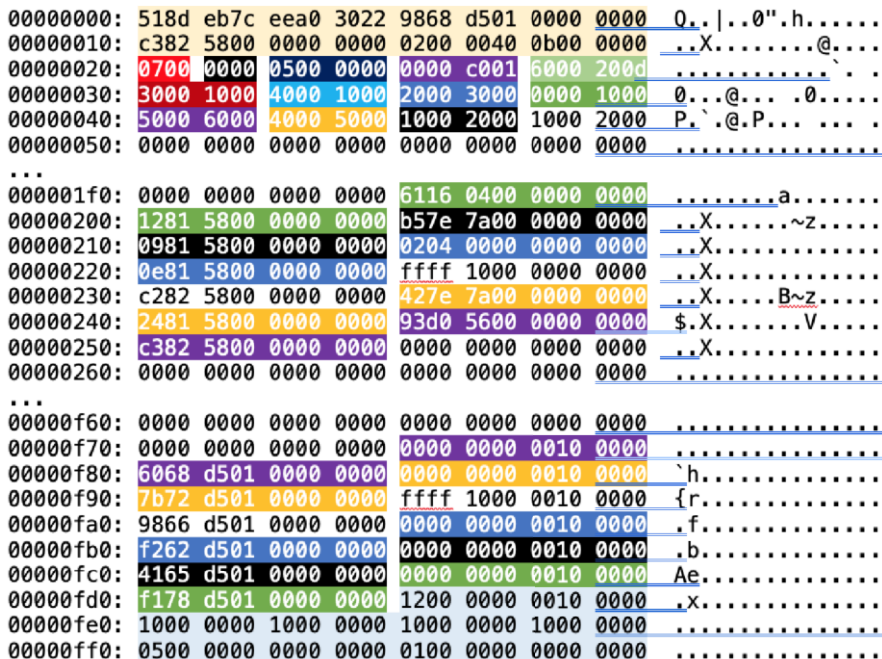 00000000: 518d eb7c eea0 3022 9868 d501 0000 0000 Q..|..0".h......
00000010: c382 5800 0000 0000 0200 0040 0b00 0000 ..X........@....
00000020: 0700 0000 0500 0000 0000 c001 6000 200d ............`. .
00000030: 3000 1000 4000 1000 2000 3000 0000 1000 0...@... .0.....
00000040: 5000 6000 4000 5000 1000 2000 1000 2000 P.`.@.P... ... .
00000050: 0000 0000 0000 0000 0000 0000 0000 0000 ................
...
000001f0: 0000 0000 0000 0000 6116 0400 0000 0000 ........a.......
00000200: 1281 5800 0000 0000 b57e 7a00 0000 0000 ..X......~z.....
00000210: 0981 5800 0000 0000 0204 0000 0000 0000 ..X.............
00000220: 0e81 5800 0000 0000 ffff 1000 0000 0000 ..X.............
00000230: c282 5800 0000 0000 427e 7a00 0000 0000 ..X.....B~z.....
00000240: 2481 5800 0000 0000 93d0 5600 0000 0000 $.X.......V.....
00000250: c382 5800 0000 0000 0000 0000 0000 0000 ..X.............
00000260: 0000 0000 0000 0000 0000 0000 0000 0000 ................
...
00000f60: 0000 0000 0000 0000 0000 0000 0000 0000 ................
00000f70: 0000 0000 0000 0000 0000 0000 0010 0000 ................
00000f80: 6068 d501 0000 0000 0000 0000 0010 0000 `h..............
00000f90: 7b72 d501 0000 0000 ffff 1000 0010 0000 {r..............
00000fa0: 9866 d501 0000 0000 0000 0000 0010 0000 .f..............
00000fb0: f262 d501 0000 0000 0000 0000 0010 0000 .b..............
00000fc0: 4165 d501 0000 0000 0000 0000 0010 0000 Ae..............
00000fd0: f178 d501 0000 0000 1200 0000 0010 0000 .x..............
00000fe0: 1000 0000 1000 0000 1000 0000 1000 0000 ................
00000ff0: 0500 0000 0000 0000 0100 0000 0000 0000 ................